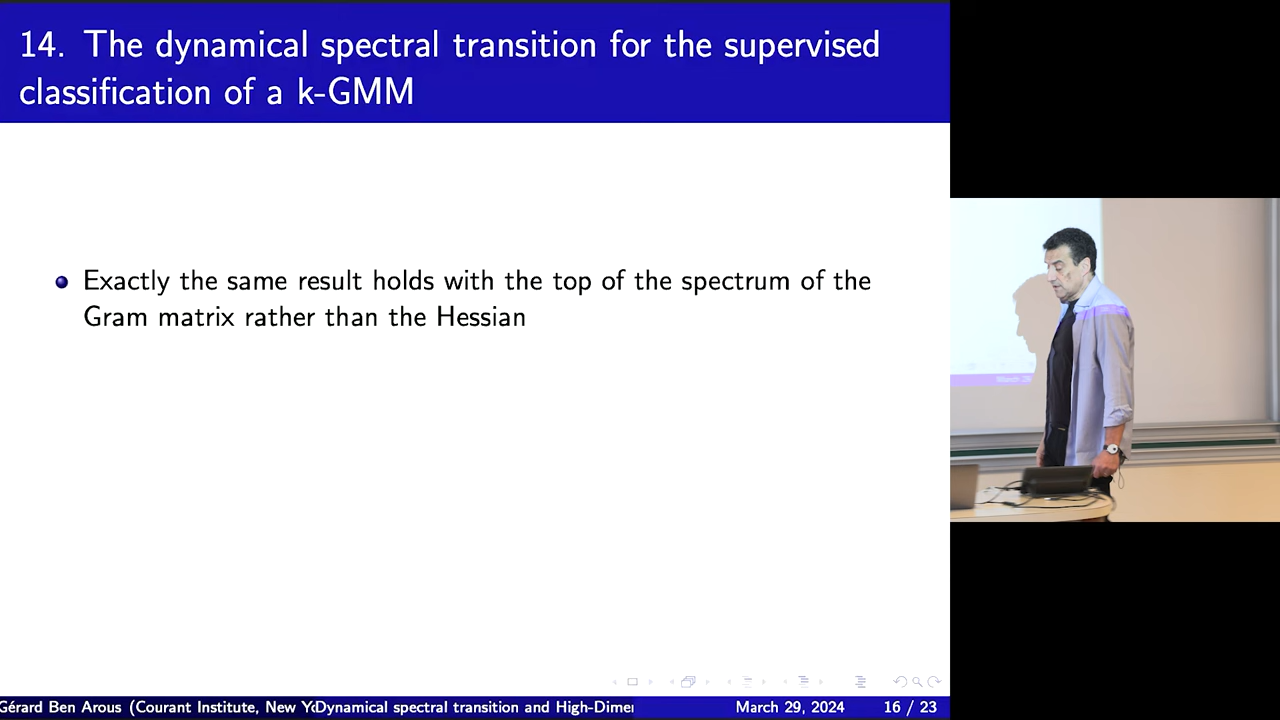 14. The dynamical spectral transition for the supervised
classification of a k-GMM
Exactly the same result holds with the top of the spectrum of the
Gram matrix rather than the Hessian
Gérard Ben Arous (Courant Institute, New Yo
Dynamical spectral transition and High-Dimen
March 29, 2024
16 / 23